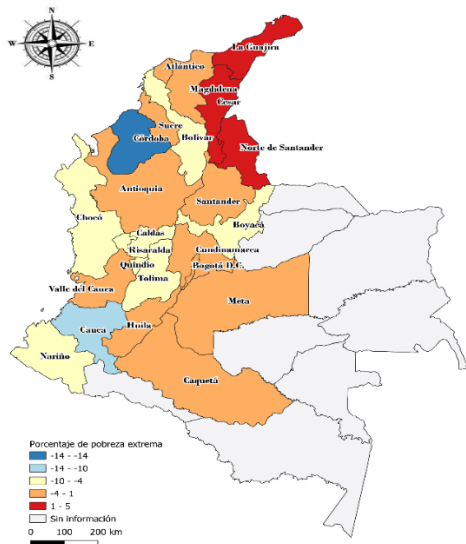 N
W
E
S
La Guajira
Atlántico
Magdalena
Cesar
Sucre
Córdoba
Bolívar
Norte de Santander
Antioquia
Santander
Chocó
Boyacá
Caldas
Risaralda
Cundinamarca
Quindío
Bogotá D.C.
Tolima
Valle del Cauca
Meta
Cauca
Huila
Nariño
Caquetá
Porcentaje de pobreza extrema
-14 - -14
-14 - -10
-10 - -4
-4 - 1
1 - 5
Sin información
0 100 200 km